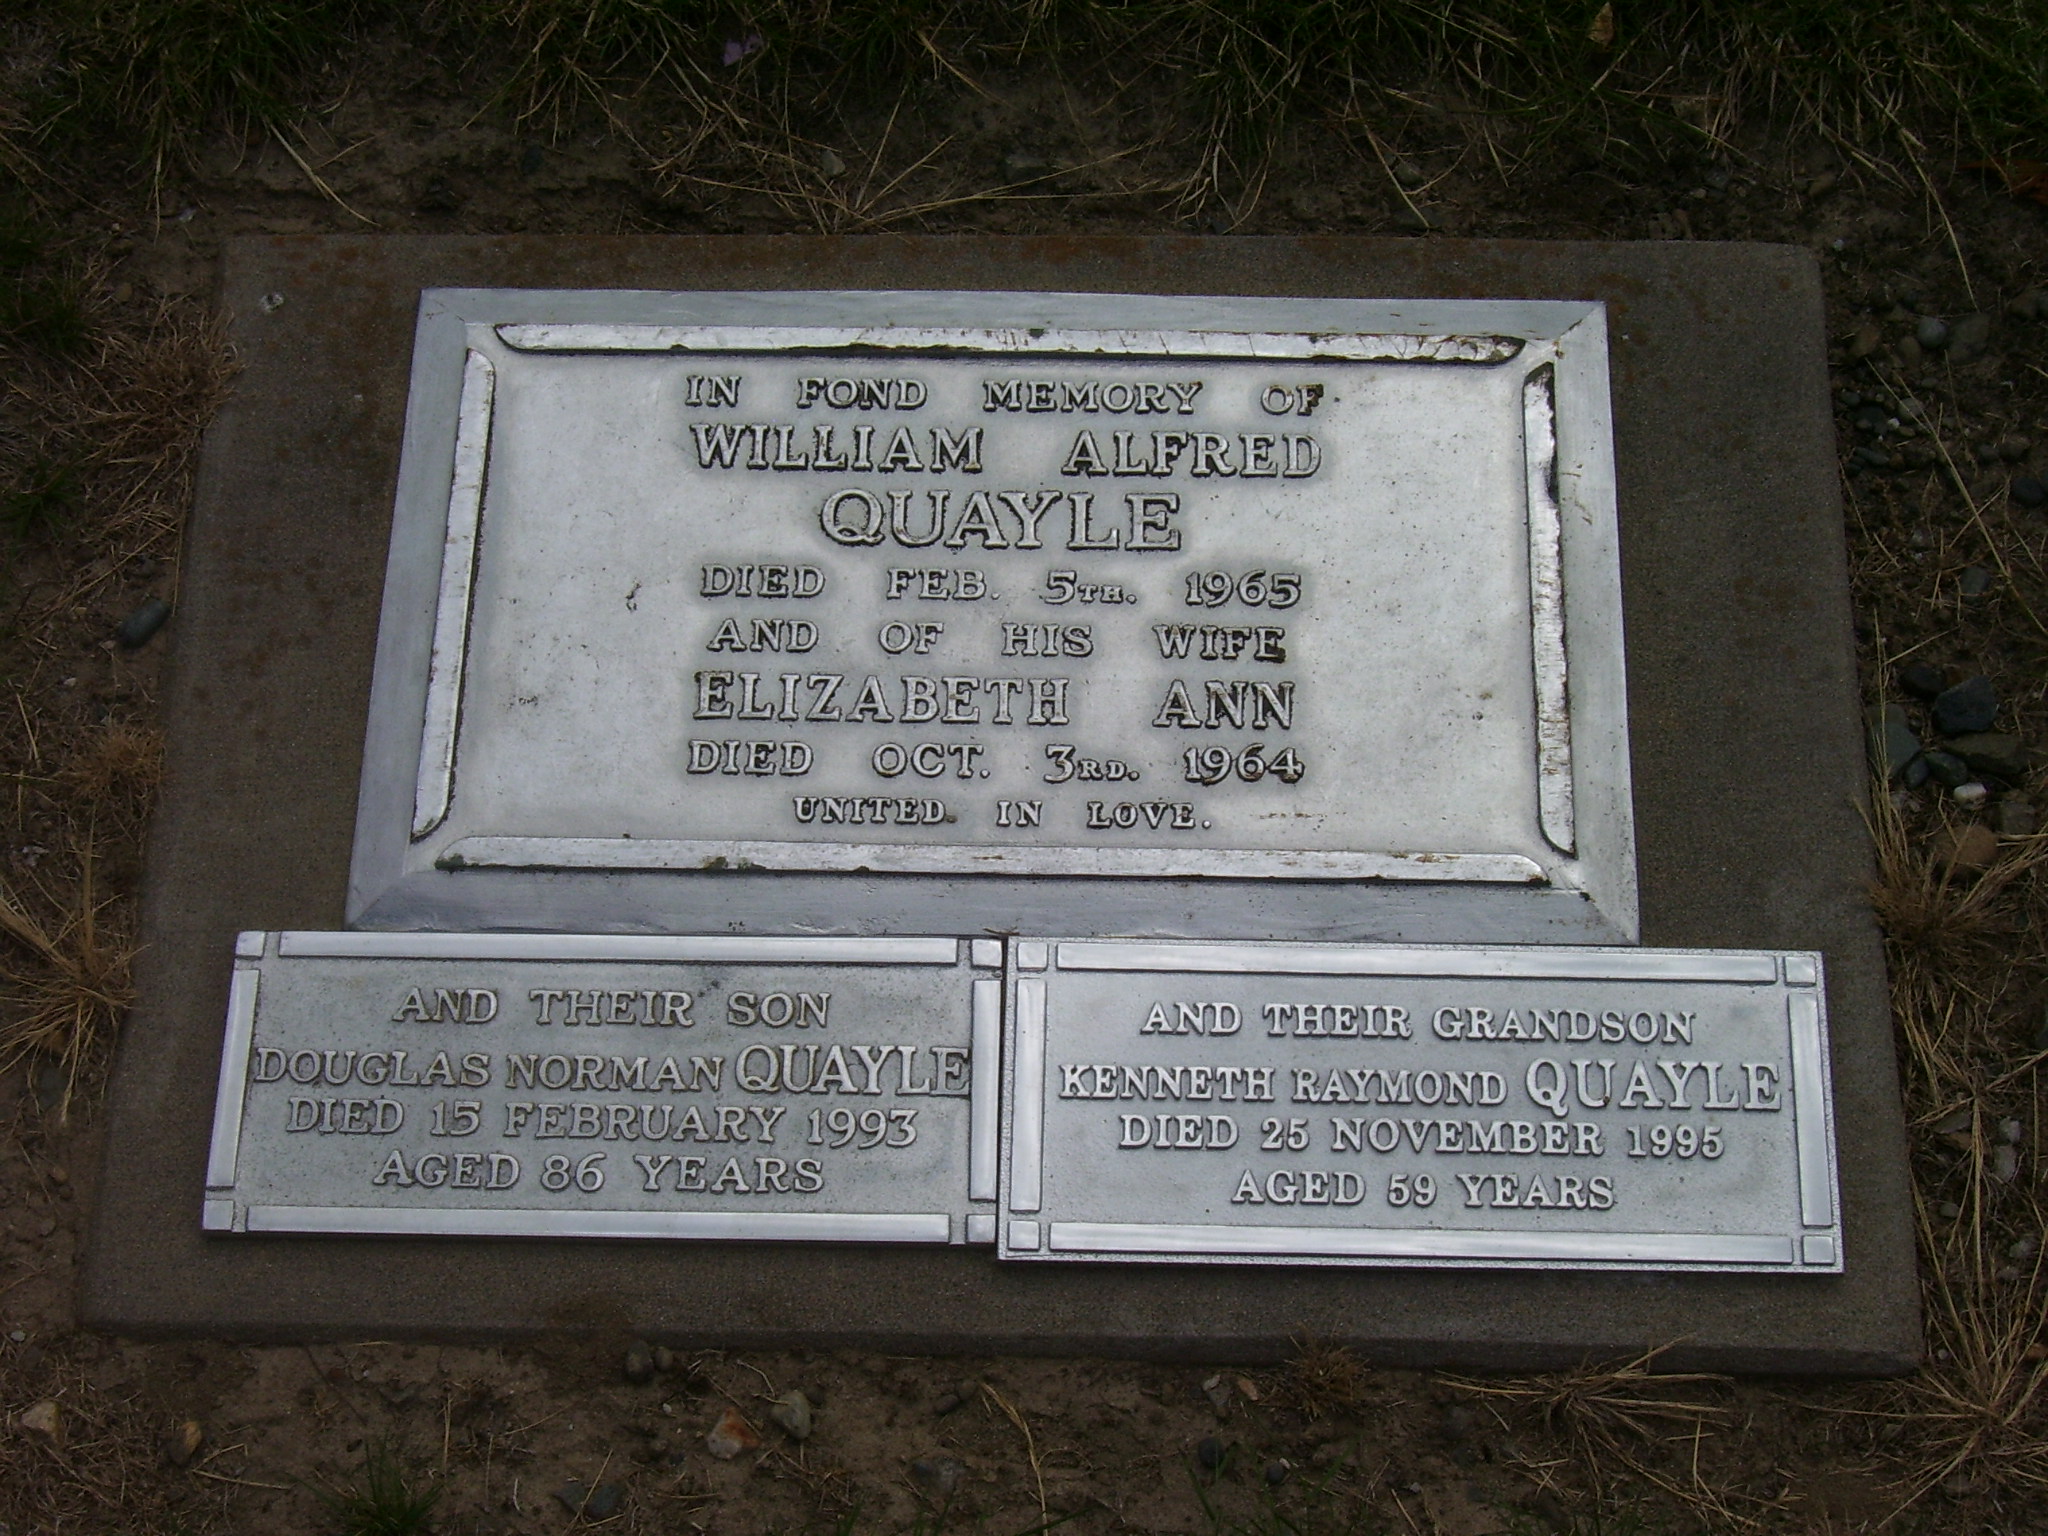 IN FOND MEMORY OF
WILLIAM ALFRED
QUAYLE
DIED FEB. 5TH. 1965
AND OF HIS WIFE
ELIZABETH ANN
DIED OCT. 3RD. 1964
UNITED IN LOVE.
AND THEIR SON
DOUGLAS NORMAN QUAYLE
DIED 15 FEBRUARY 1993
AGED 86 YEARS
AND THEIR GRANDSON
KENNETH RAYMOND QUAYLE
DIED 25 NOVEMBER 1995
AGED 59 YEARS